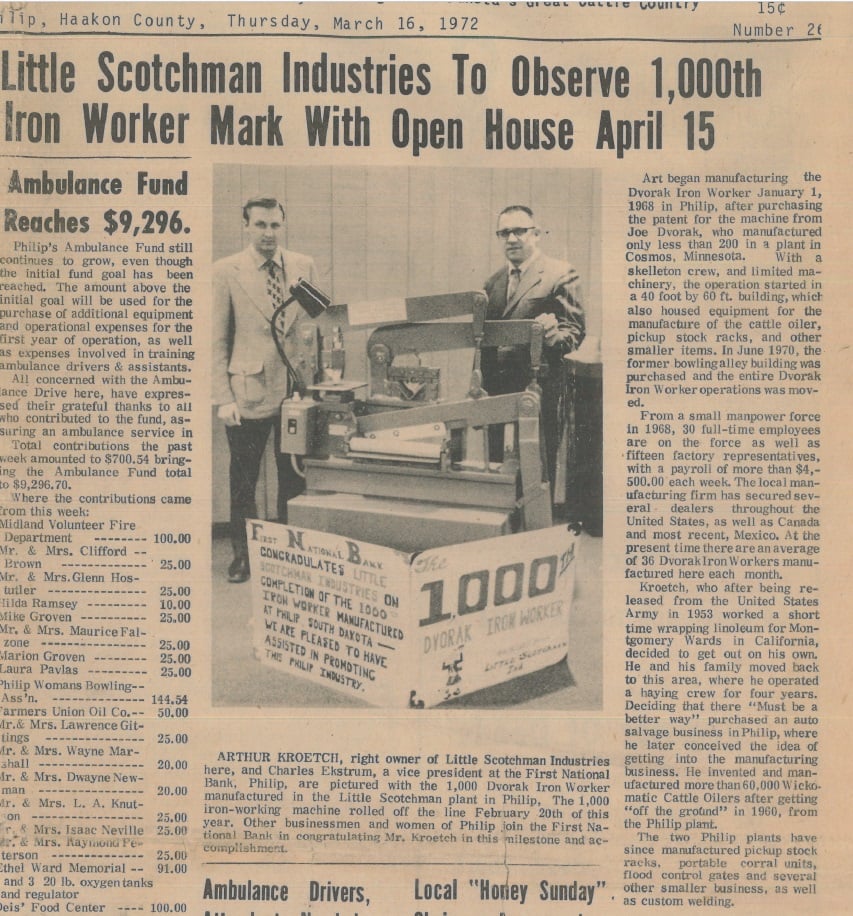 Great Cattle Country
15¢
Philip, Haakon County, Thursday, March 16, 1972
Number 26
Little Scotchman Industries To Observe 1,000th
Iron Worker Mark With Open House April 15
Ambulance Fund
Reaches $9,296.
Philip's Ambulance Fund still
continues to grow, even though
the initial fund goal has been
reached. The amount above the
initial goal will be used for the
purchase of additional equipment
and operational expenses for the
first year of operation, as well
as expenses involved in training
ambulance drivers & assistants.
All concerned with the Ambu-
lance Drive here, have expres-
sed their grateful thanks to all
who contributed to the fund, as-
suring an ambulance service in
Total contributions the past
week amounted to $700.54 bring-
ing the Ambulance Fund total
to $9,296.70.
Where the contributions came
from this week:
Midland Volunteer Fire
Department ---------- 100.00
Mr. & Mrs. Clifford --
Brown --------------- 25.00
Mr. & Mrs.Glenn Hos-
tutler --------------- 25.00
Hilda Ramsey -------- 10.00
Mike Groven --------- 25.00
Mr. & Mrs. Maurice Fal-
zone --------------- 25.00
Marion Groven ------- 25.00
Laura Pavlas -------- 25.00
Philip Womans Bowling--
Ass'n. --------------- 144.54
Farmers Union Oil Co.-- 50.00
Mr.& Mrs. Lawrence Git-
tings --------------- 25.00
Mr. & Mrs. Wayne Mar-
shall --------------- 20.00
Mr. & Mrs. Dwayne New-
man --------------- 20.00
Mr. & Mrs. L. A. Knut-
son --------------- 25.00
Mr. & Mrs. Isaac Neville 25.00
Mr. & Mrs. Raymond Pe-
terson --------------- 25.00
Ethel Ward Memorial -- 91.00
and 3 20 lb. oxygen tanks
and regulator
Deis' Food Center ---- 100.00
FIRST NATIONAL BANK
CONGRADULATES LITTLE
SCOTCHMAN INDUSTRIES ON
COMPLETION OF THE 1000
IRON WORKER MANUFACTURED
AT PHILIP SOUTH DAKOTA —
WE ARE PLEASED TO HAVE
ASSISTED IN PROMOTING
THIS PHILIP INDUSTRY.
The
1,000TH
DVORAK IRON WORKER
LITTLE SCOTCHMAN
IND
ARTHUR KROETCH, right owner of Little Scotchman Industries
here, and Charles Ekstrum, a vice president at the First National
Bank, Philip, are pictured with the 1,000 Dvorak Iron Worker
manufactured in the Little Scotchman plant in Philip, The 1,000
iron-working machine rolled off the line February 20th of this
year. Other businessmen and women of Philip join the First Na-
tional Bank in congratulating Mr. Kroetch in this milestone and ac-
complishment.
Ambulance Drivers,
Local "Honey Sunday"
Art began manufacturing the
Dvorak Iron Worker January 1,
1968 in Philip, after purchasing
the patent for the machine from
Joe Dvorak, who manufactured
only less than 200 in a plant in
Cosmos, Minnesota. With a
skeleton crew, and limited ma-
chinery, the operation started in
a 40 foot by 60 ft. building, which
also housed equipment for the
manufacture of the cattle oiler,
pickup stock racks, and other
smaller items. In June 1970, the
former bowling alley building was
purchased and the entire Dvorak
Iron Worker operations was mov-
ed.
From a small manpower force
in 1968, 30 full-time employees
are on the force as well as
fifteen factory representatives,
with a payroll of more than $4,-
500.00 each week. The local man-
ufacturing firm has secured sev-
eral dealers throughout the
United States, as well as Canada
and most recent, Mexico. At the
present time there are an average
of 36 Dvorak Iron Workers manu-
factured here each month.
Kroetch, who after being re-
leased from the United States
Army in 1953 worked a short
time wrapping linoleum for Mon-
tgomery Wards in California,
decided to get out on his own.
He and his family moved back
to this area, where he operated
a haying crew for four years.
Deciding that there "Must be a
better way" purchased an auto
salvage business in Philip, where
he later conceived the idea of
getting into the manufacturing
business. He invented and man-
ufactured more than 60,000 Wicko-
matic Cattle Oilers after getting
"off the ground" in 1960, from
the Philip plant.
The two Philip plants have
since manufactured pickup stock
racks, portable corral units,
flood control gates and several
other smaller business, as well
as custom welding.